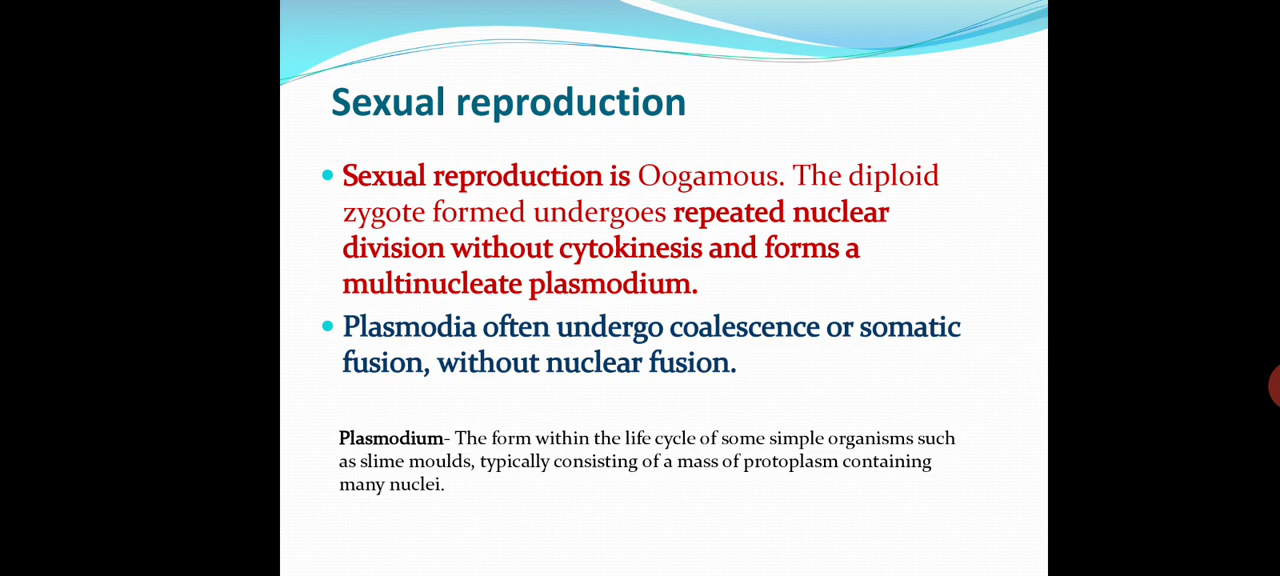 Sexual reproduction
• Sexual reproduction is Oogamous. The diploid
zygote formed undergoes repeated nuclear
division without cytokinesis and forms a
multinucleate plasmodium.
• Plasmodia often undergo coalescence or somatic
fusion, without nuclear fusion.
Plasmodium- The form within the life cycle of some simple organisms such
as slime moulds, typically consisting of a mass of protoplasm containing
many nuclei.